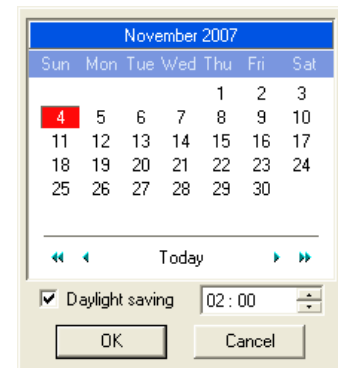 November 2007
Sun Mon Tue Wed Thu Fri Sat
1 2 3
4 5 6 7 8 9 10
11 12 13 14 15 16 17
18 19 20 21 22 23 24
25 26 27 28 29 30
Today
Daylight saving 02 : 00
OK Cancel